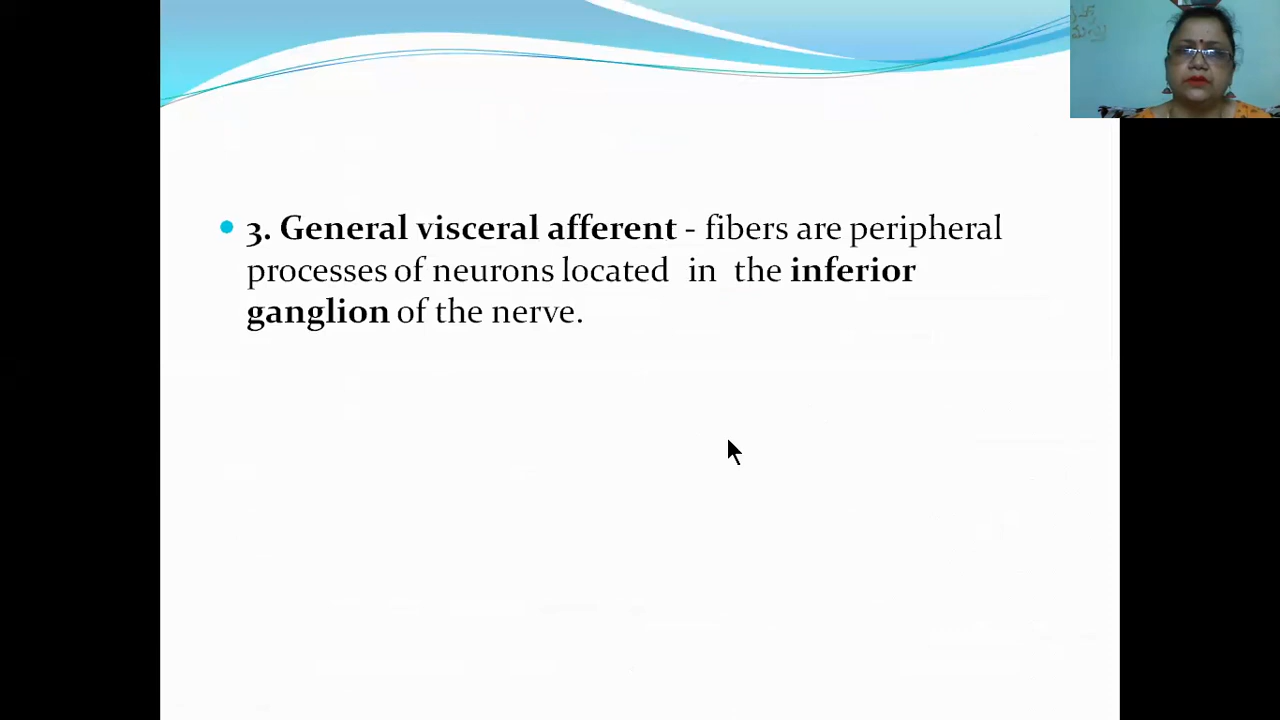 3. General visceral afferent - fibers are peripheral
processes of neurons located in the inferior
ganglion of the nerve.